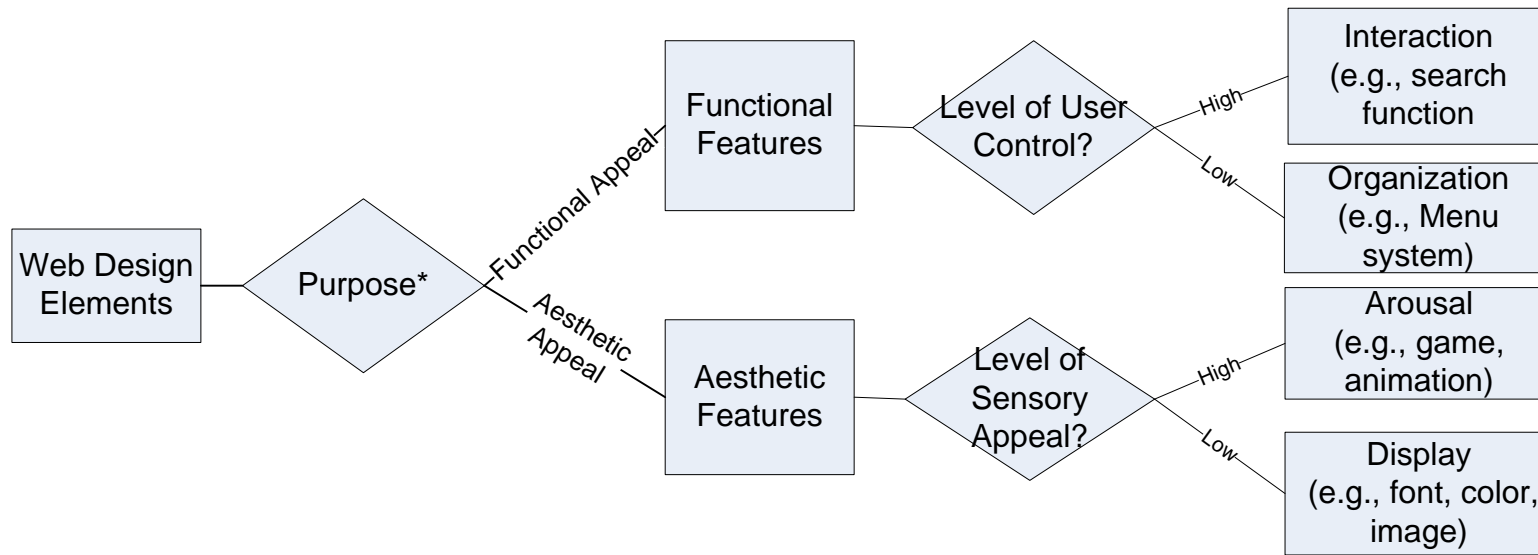 Web Design
Elements
Purpose*
Functional Appeal
Aesthetic
Appeal
Functional
Features
Aesthetic
Features
Level of User
Control?
Level of
Sensory
Appeal?
High
Low
High
Low
Interaction
(e.g., search
function
Organization
(e.g., Menu
system)
Arousal
(e.g., game,
animation)
Display
(e.g., font, color,
image)